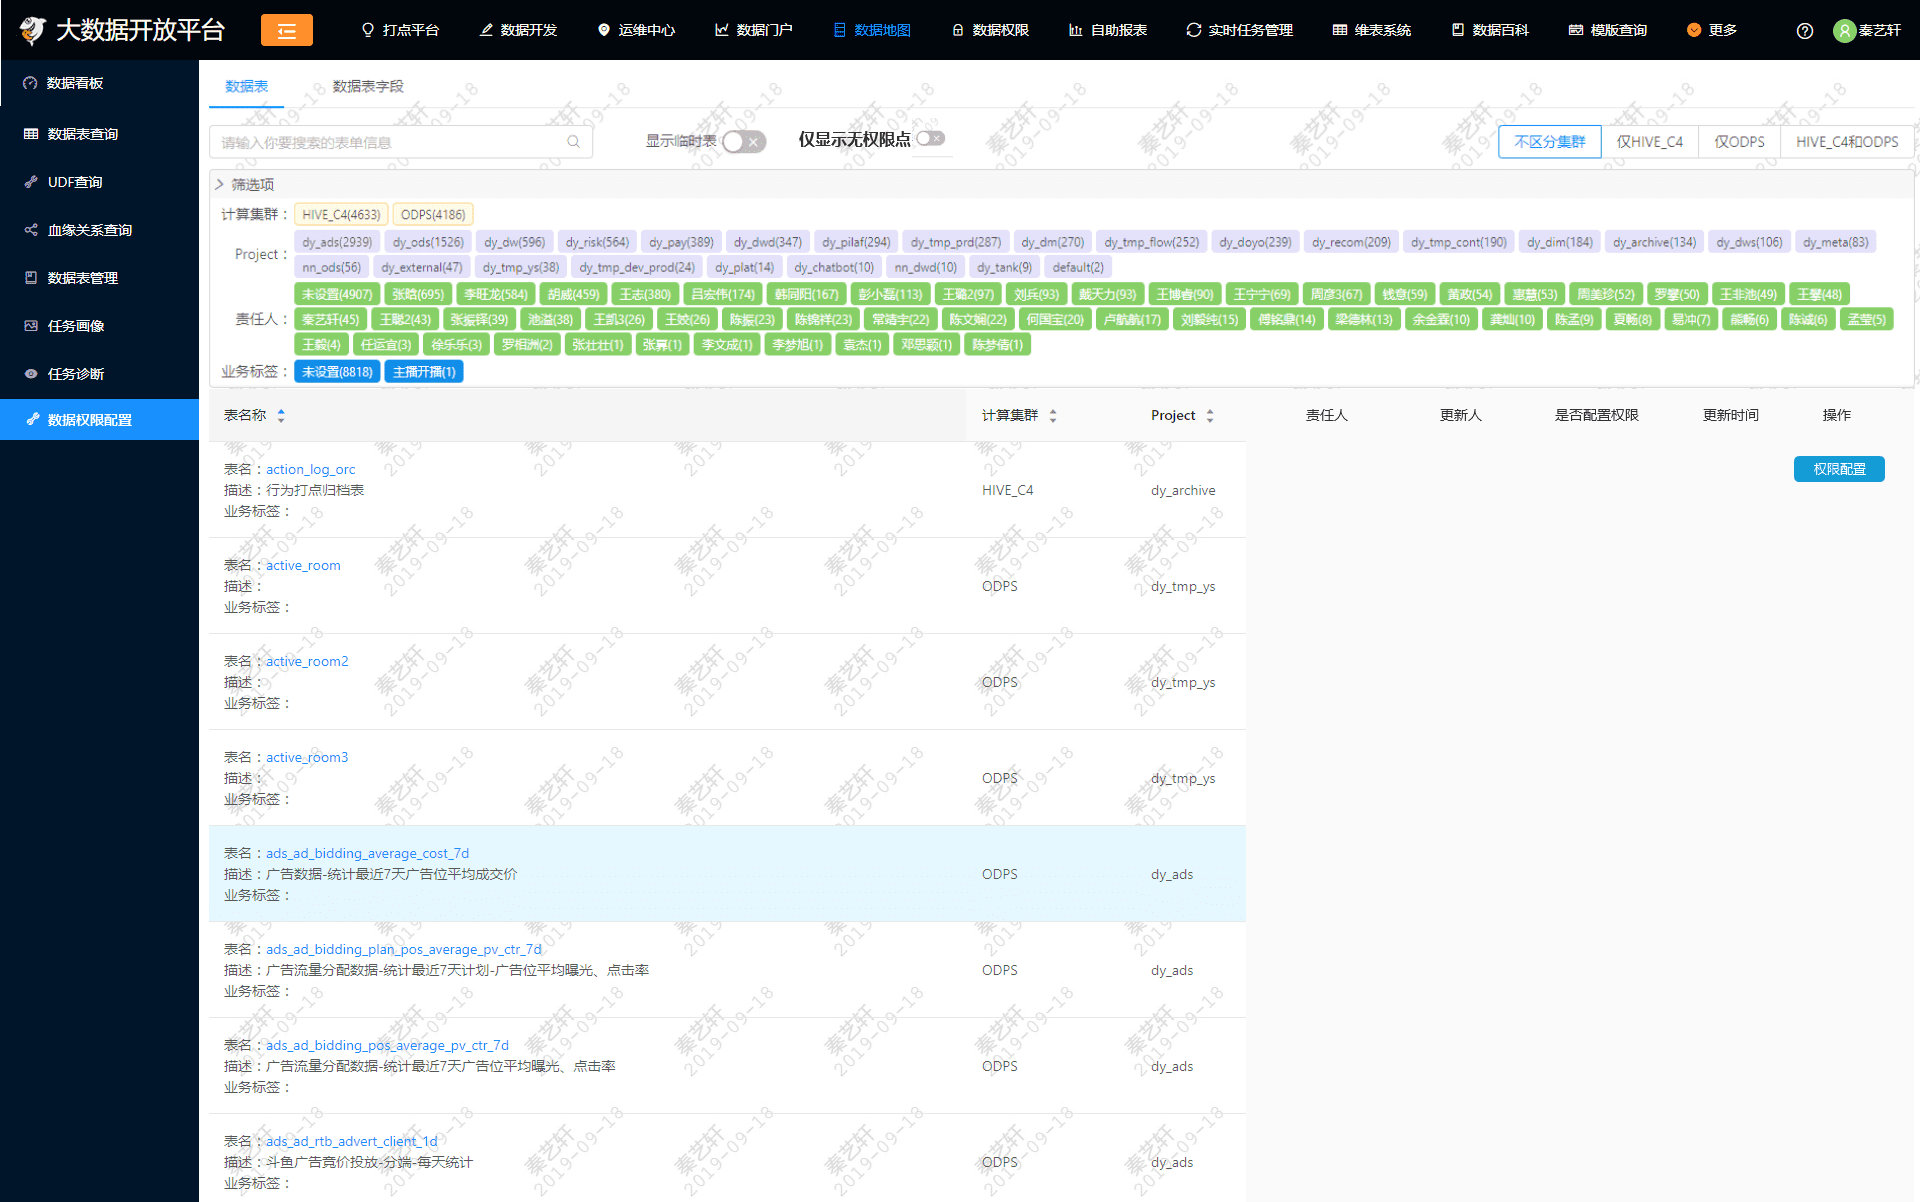 大数据开放平台
打点平台 数据开发 运维中心 数据门户 数据地图 数据权限 自助报表 实时任务管理 维表系统 数据百科 模版查询 更多 秦艺轩
数据看板
数据表查询
UDF查询
血缘关系查询
数据表管理
任务画像
任务诊断
数据权限配置
数据表 数据表字段
请输入你要搜索的表单信息 显示临时表 仅显示无权限点 不区分集群 仅HIVE_C4 仅ODPS HIVE_C4和ODPS
筛选项
计算集群： HIVE_C4(4633) ODPS(4186)
Project： dy_ads(2939) dy_ods(1526) dy_dw(596) dy_risk(564) dy_pay(389) dy_dwd(347) dy_pilaf(294) dy_tmp_prd(287) dy_dm(270) dy_tmp_flow(252) dy_doyo(239) dy_recom(209) dy_tmp_cont(190) dy_dim(184) dy_archive(134) dy_dws(106) dy_meta(83)
nn_ods(56) dy_external(47) dy_tmp_ys(38) dy_tmp_dev_prod(24) dy_plat(14) dy_chatbot(10) nn_dwd(10) dy_tank(9) default(2)
责任人： 未设置(4907) 张晗(695) 李旺龙(584) 胡威(459) 王志(380) 吕宏伟(174) 韩同阳(167) 彭小磊(113) 王璐2(97) 刘兵(93) 戴天力(93) 王博睿(90) 王宁宁(69) 周彦3(67) 钱意(59) 黄政(54) 惠慧(53) 周美珍(52) 罗攀(50) 王非池(49) 王攀(48)
秦艺轩(45) 王聪2(43) 张振铎(39) 池溢(38) 王凯3(26) 王姣(26) 陈振(23) 陈锦祥(23) 常靖宇(22) 陈文娴(22) 何国宝(20) 卢航航(17) 刘毅纯(15) 傅铭鼎(14) 梁德林(13) 余金霖(10) 龚灿(10) 陈孟(9) 夏畅(8) 易冲(7) 熊畅(6) 陈诚(6) 孟莹(5)
王毅(4) 任运宜(3) 徐乐乐(3) 罗相洲(2) 张壮壮(1) 张算(1) 李文成(1) 李梦旭(1) 袁杰(1) 邓思颖(1) 陈梦倩(1)
业务标签： 未设置(8818) 主播开播(1)
表名称 计算集群 Project 责任人 更新人 是否配置权限 更新时间 操作
表名：action_log_orc 权限配置
描述：行为打点归档表 HIVE_C4 dy_archive
业务标签：
表名：active_room
描述： ODPS dy_tmp_ys
业务标签：
表名：active_room2
描述： ODPS dy_tmp_ys
业务标签：
表名：active_room3
描述： ODPS dy_tmp_ys
业务标签：
表名：ads_ad_bidding_average_cost_7d
描述：广告数据-统计最近7天广告位平均成交价 ODPS dy_ads
业务标签：
表名：ads_ad_bidding_plan_pos_average_pv_ctr_7d
描述：广告流量分配数据-统计最近7天计划-广告位平均曝光、点击率 ODPS dy_ads
业务标签：
表名：ads_ad_bidding_pos_average_pv_ctr_7d
描述：广告流量分配数据-统计最近7天广告位平均曝光、点击率 ODPS dy_ads
业务标签：
表名：ads_ad_rtb_advert_client_1d
描述：斗鱼广告竞价投放-分端-每天统计 ODPS dy_ads
业务标签：
秦艺轩
2019-09-18